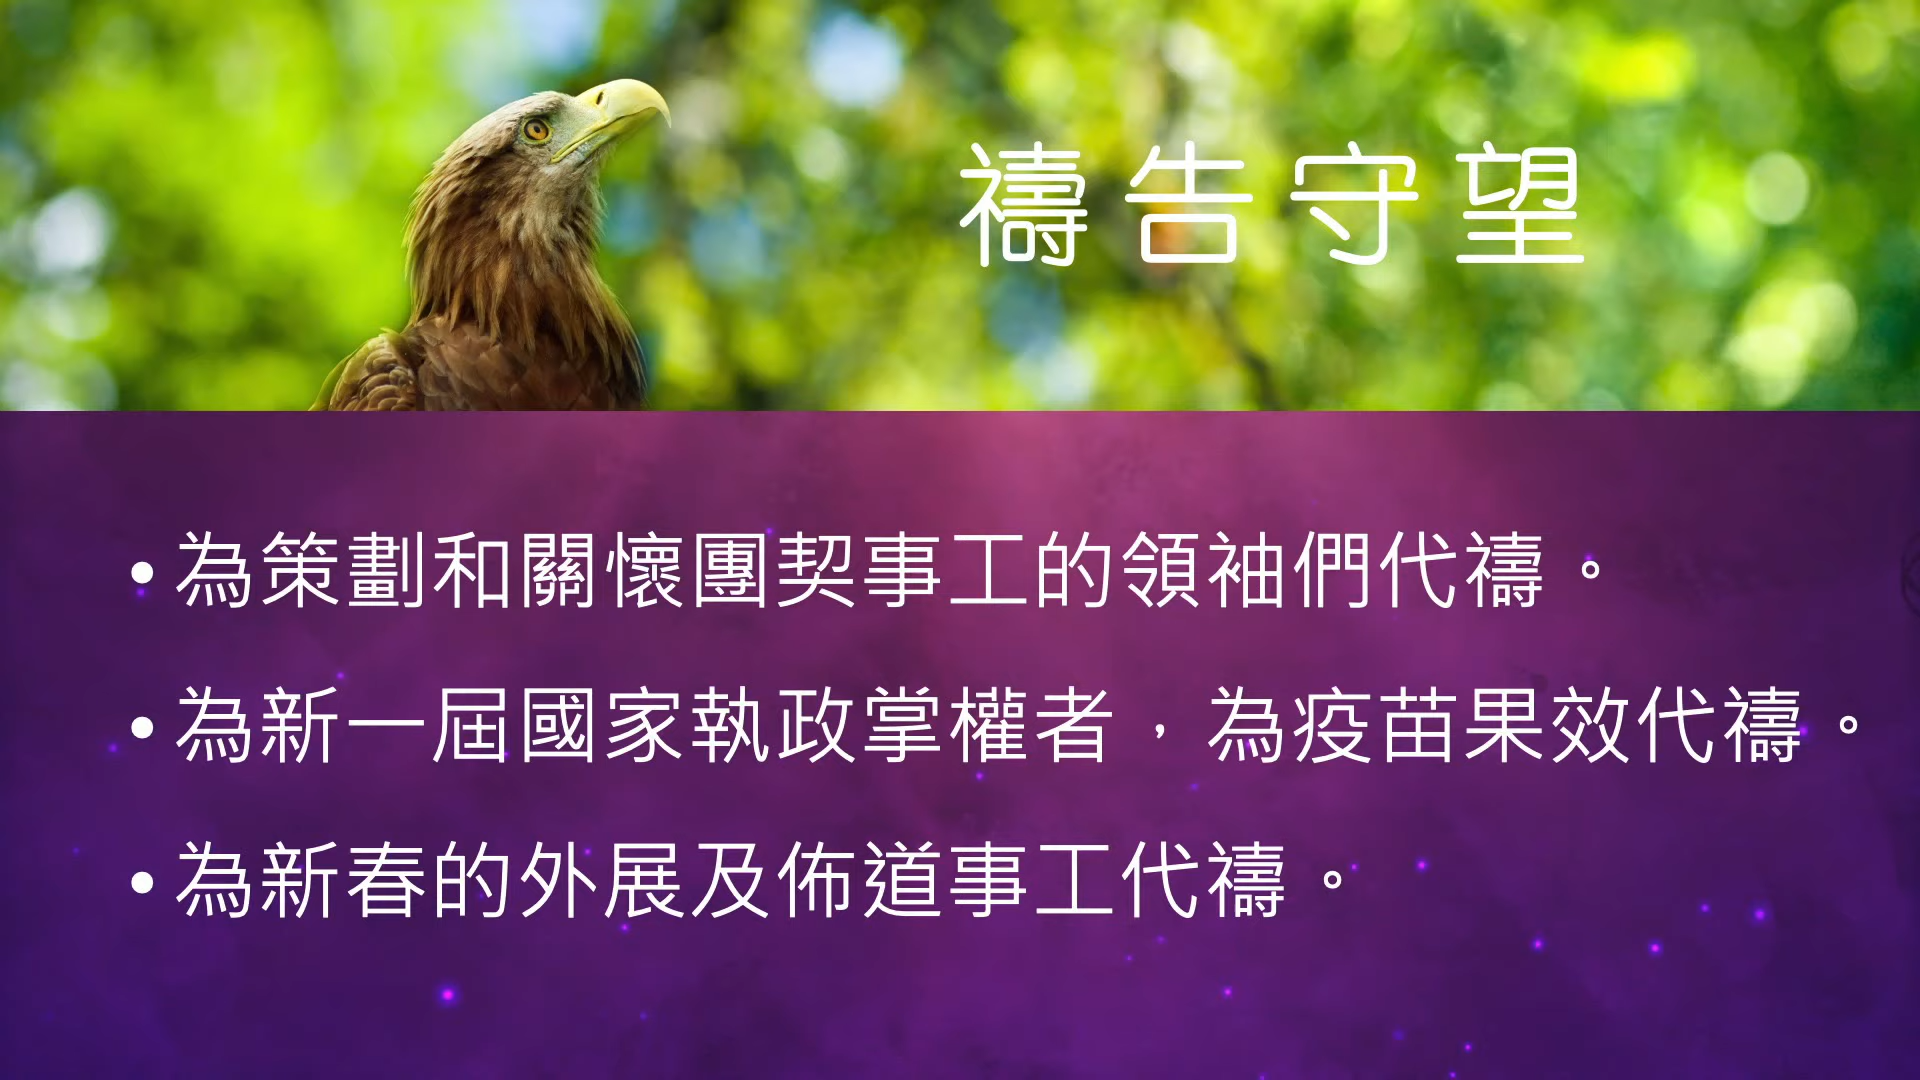 禱告守望
•為策劃和關懷團契事工的領袖們代禱。
•為新一屆國家執政掌權者，為疫苗果效代禱。
•為新春的外展及佈道事工代禱。